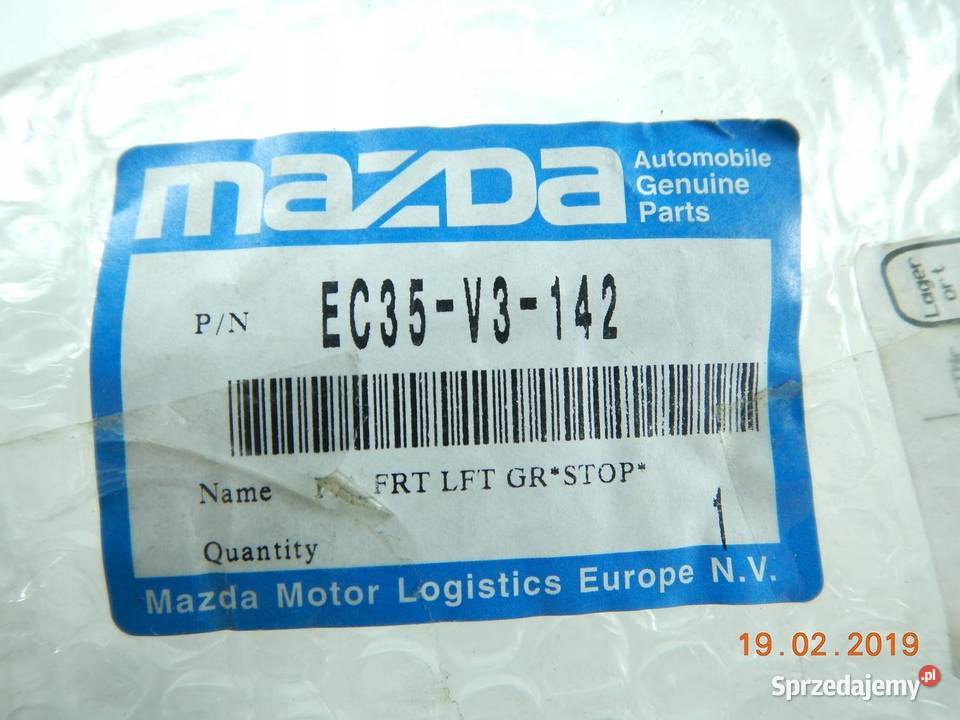 mazda
Automobile
Genuine
Parts
P/N EC35-V3-142
Name FRT LFT GR*STOP*
Quantity 1
Mazda Motor Logistics Europe N.V.
Lager
ort
19.02.2019
Sprzedajemy.pl